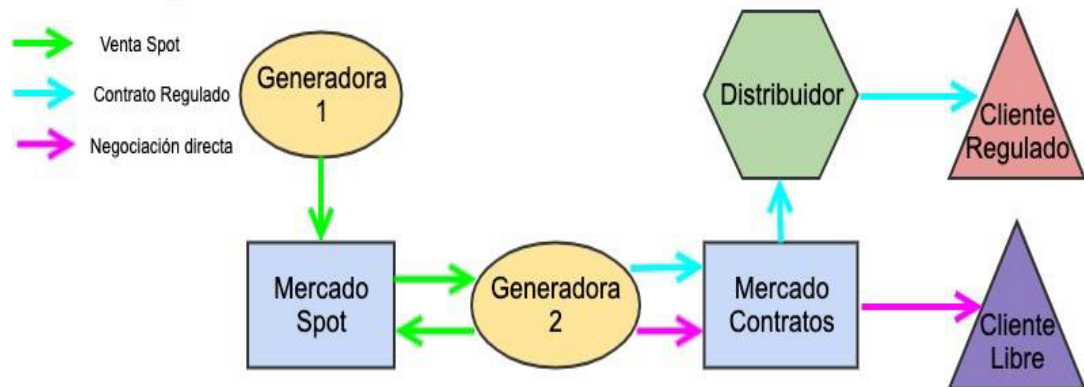 Venta Spot
Contrato Regulado
Negociación directa
Generadora
1
Distribuidor
Cliente
Regulado
Mercado
Spot
Generadora
2
Mercado
Contratos
Cliente
Libre